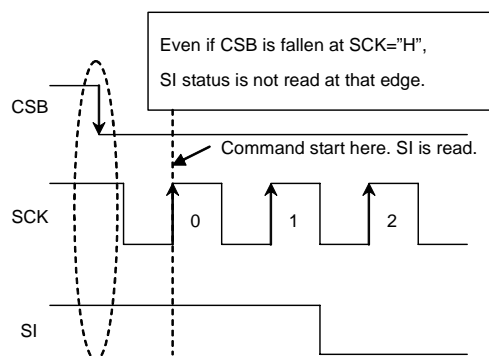 Even if CSB is fallen at SCK="H",
SI status is not read at that edge.
CSB
Command start here. SI is read.
SCK
0
1
2
SI